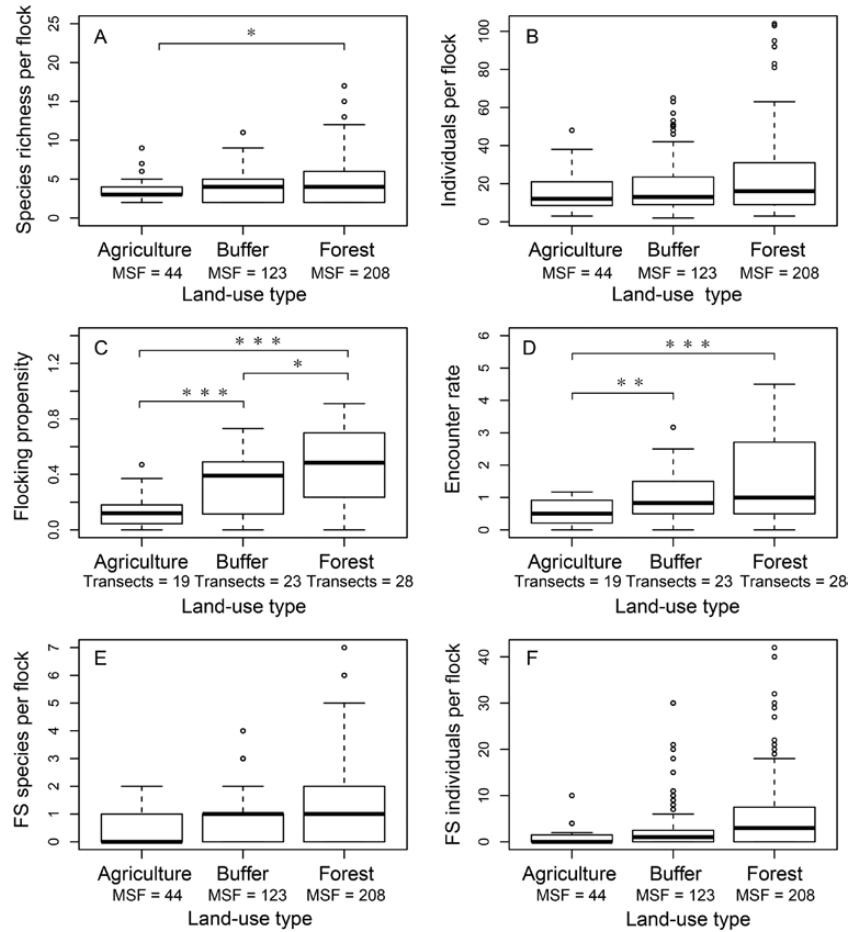 A
*
Species richness per flock
25
20
15
10
5
0
Agriculture Buffer Forest
MSF = 44 MSF = 123 MSF = 208
Land-use type
B
Individuals per flock
100
80
60
40
20
0
Agriculture Buffer Forest
MSF = 44 MSF = 123 MSF = 208
Land-use type
C
* * *
* * *
*
Flocking propensity
1.2
0.8
0.4
0.0
Agriculture Buffer Forest
Transects = 19 Transects = 23 Transects = 28
Land-use type
D
* * *
* *
Encounter rate
6
5
4
3
2
1
0
Agriculture Buffer Forest
Transects = 19 Transects = 23 Transects = 28
Land-use type
E
FS species per flock
7
6
5
4
3
2
1
0
Agriculture Buffer Forest
MSF = 44 MSF = 123 MSF = 208
Land-use type
F
FS individuals per flock
40
30
20
10
0
Agriculture Buffer Forest
MSF = 44 MSF = 123 MSF = 208
Land-use type